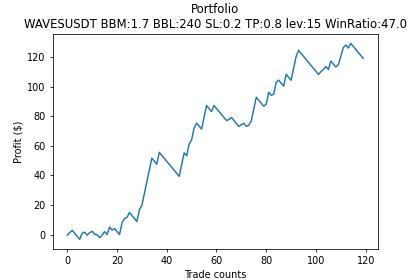 Portfolio
WAVESUSDT BBM:1.7 BBL:240 SL:0.2 TP:0.8 lev:15 WinRatio:47.0
120
100
80
60
40
20
0
Profit ($)
0 20 40 60 80 100 120
Trade counts